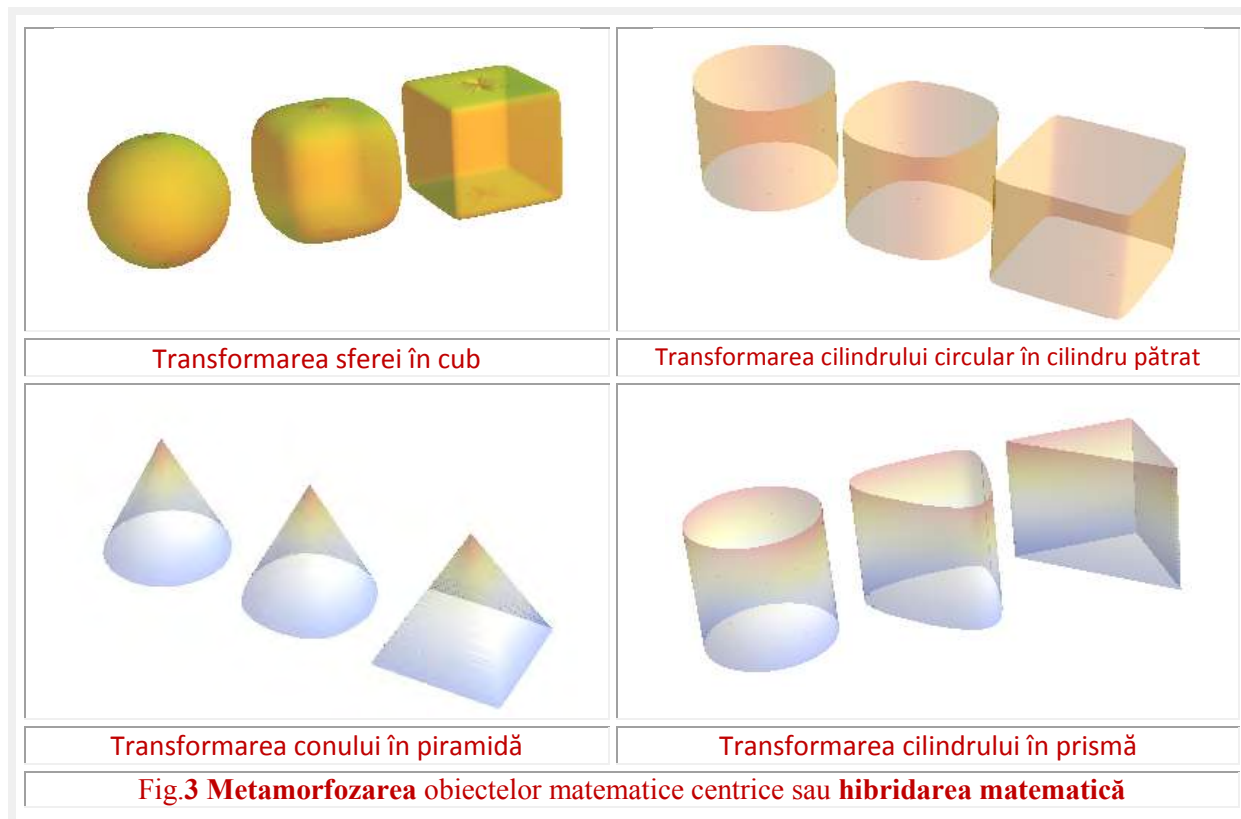 Transformarea sferei în cub
Transformarea cilindrului circular în cilindru pătrat
Transformarea conului în piramidă
Transformarea cilindrului în prismă
Fig.3 Metamorfozarea obiectelor matematice centrice sau hibridarea matematică